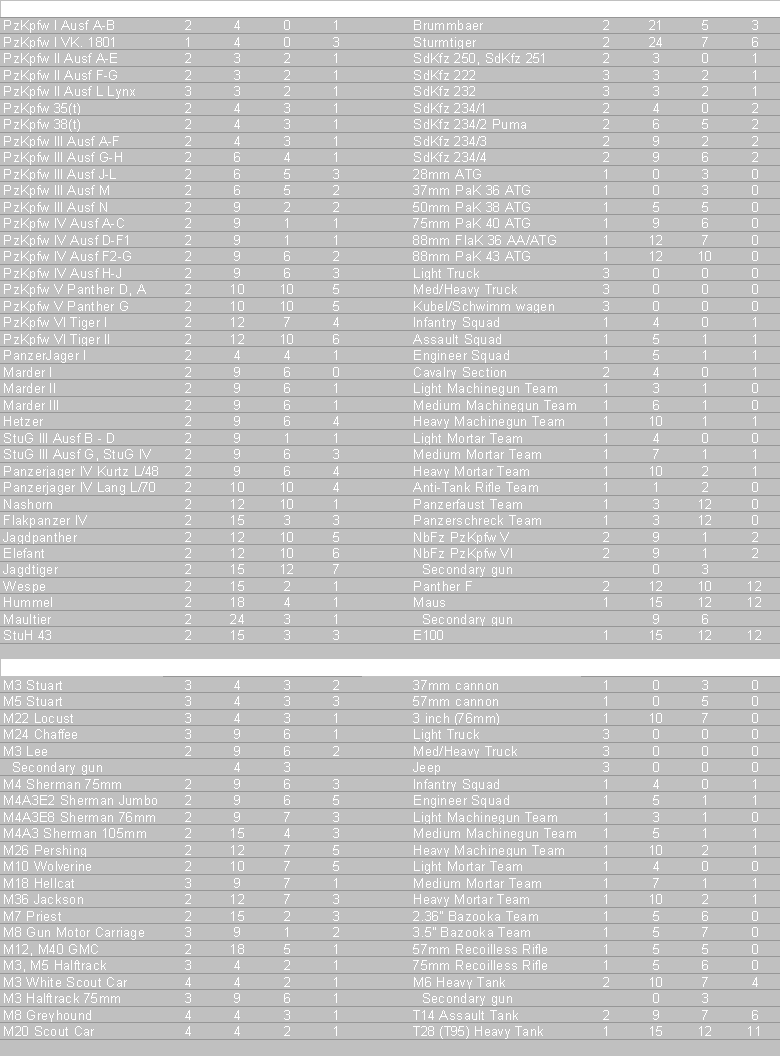 PzKpfw I Ausf A-B 2 4 0 1 Brummbaer 2 21 5 3
PzKpfw I VK. 1801 1 4 0 3 Sturmtiger 2 24 7 6
PzKpfw II Ausf A-E 2 3 2 1 SdKfz 250, SdKfz 251 2 3 0 1
PzKpfw II Ausf F-G 2 3 2 1 SdKfz 222 3 3 2 1
PzKpfw II Ausf L Lynx 3 3 2 1 SdKfz 232 3 3 2 1
PzKpfw 35(t) 2 4 3 1 SdKfz 234/1 2 4 0 2
PzKpfw 38(t) 2 4 3 1 SdKfz 234/2 Puma 2 6 5 2
PzKpfw III Ausf A-F 2 4 3 1 SdKfz 234/3 2 9 2 2
PzKpfw III Ausf G-H 2 6 4 1 SdKfz 234/4 2 9 6 2
PzKpfw III Ausf J-L 2 6 5 3 28mm ATG 1 0 3 0
PzKpfw III Ausf M 2 6 5 2 37mm PaK 36 ATG 1 0 3 0
PzKpfw III Ausf N 2 9 2 2 50mm PaK 38 ATG 1 5 5 0
PzKpfw IV Ausf A-C 2 9 1 1 75mm PaK 40 ATG 1 9 6 0
PzKpfw IV Ausf D-F1 2 9 1 1 88mm FlaK 36 AA/ATG 1 12 7 0
PzKpfw IV Ausf F2-G 2 9 6 2 88mm PaK 43 ATG 1 12 10 0
PzKpfw IV Ausf H-J 2 9 6 3 Light Truck 3 0 0 0
PzKpfw V Panther D, A 2 10 10 5 Med/Heavy Truck 3 0 0 0
PzKpfw V Panther G 2 10 10 5 Kubel/Schwimm wagen 3 0 0 0
PzKpfw VI Tiger I 2 12 7 4 Infantry Squad 1 4 0 1
PzKpfw VI Tiger II 2 12 10 6 Assault Squad 1 5 1 1
PanzerJager I 2 4 4 1 Engineer Squad 1 5 1 1
Marder I 2 9 6 0 Cavalry Section 2 4 0 1
Marder II 2 9 6 1 Light Machinegun Team 1 3 1 0
Marder III 2 9 6 1 Medium Machinegun Team 1 6 1 0
Hetzer 2 9 6 4 Heavy Machinegun Team 1 10 1 1
StuG III Ausf B - D 2 9 1 1 Light Mortar Team 1 4 0 0
StuG III Ausf G, StuG IV 2 9 6 3 Medium Mortar Team 1 7 1 1
Panzerjager IV Kurtz L/48 2 9 6 4 Heavy Mortar Team 1 10 2 1
Panzerjager IV Lang L/70 2 10 10 4 Anti-Tank Rifle Team 1 1 2 0
Nashorn 2 12 10 1 Panzerfaust Team 1 3 12 0
Flakpanzer IV 2 15 3 3 Panzerschreck Team 1 3 12 0
Jagdpanther 2 12 10 5 NbFz PzKpfw V 2 9 1 2
Elefant 2 12 10 6 NbFz PzKpfw VI 2 9 1 2
Jagdtiger 2 15 12 7 Secondary gun 0 3
Wespe 2 15 2 1 Panther F 2 12 10 12
Hummel 2 18 4 1 Maus 1 15 12 12
Maultier 2 24 3 1 Secondary gun 9 6
StuH 43 2 15 3 3 E100 1 15 12 12
M3 Stuart 3 4 3 2 37mm cannon 1 0 3 0
M5 Stuart 3 4 3 3 57mm cannon 1 0 5 0
M22 Locust 3 4 3 1 3 inch (76mm) 1 10 7 0
M24 Chaffee 3 9 6 1 Light Truck 3 0 0 0
M3 Lee 2 9 6 2 Med/Heavy Truck 3 0 0 0
Secondary gun 4 3 Jeep 3 0 0 0
M4 Sherman 75mm 2 9 6 3 Infantry Squad 1 4 0 1
M4A3E2 Sherman Jumbo 2 9 6 5 Engineer Squad 1 5 1 1
M4A3E8 Sherman 76mm 2 9 7 3 Light Machinegun Team 1 3 1 0
M4A3 Sherman 105mm 2 15 4 3 Medium Machinegun Team 1 5 1 1
M26 Pershing 2 12 7 5 Heavy Machinegun Team 1 10 2 1
M10 Wolverine 2 10 7 5 Light Mortar Team 1 4 0 0
M18 Hellcat 3 9 7 1 Medium Mortar Team 1 7 1 1
M36 Jackson 2 12 7 3 Heavy Mortar Team 1 10 2 1
M7 Priest 2 15 2 3 2.36" Bazooka Team 1 5 6 0
M8 Gun Motor Carriage 3 9 1 2 3.5" Bazooka Team 1 5 7 0
M12, M40 GMC 2 18 5 1 57mm Recoilless Rifle 1 5 5 0
M3, M5 Halftrack 3 4 2 1 75mm Recoilless Rifle 1 5 6 0
M3 White Scout Car 4 4 2 1 M6 Heavy Tank 2 10 7 4
M3 Halftrack 75mm 3 9 6 1 Secondary gun 0 3
M8 Greyhound 4 4 3 1 T14 Assault Tank 2 9 7 6
M20 Scout Car 4 4 2 1 T28 (T95) Heavy Tank 1 15 12 11